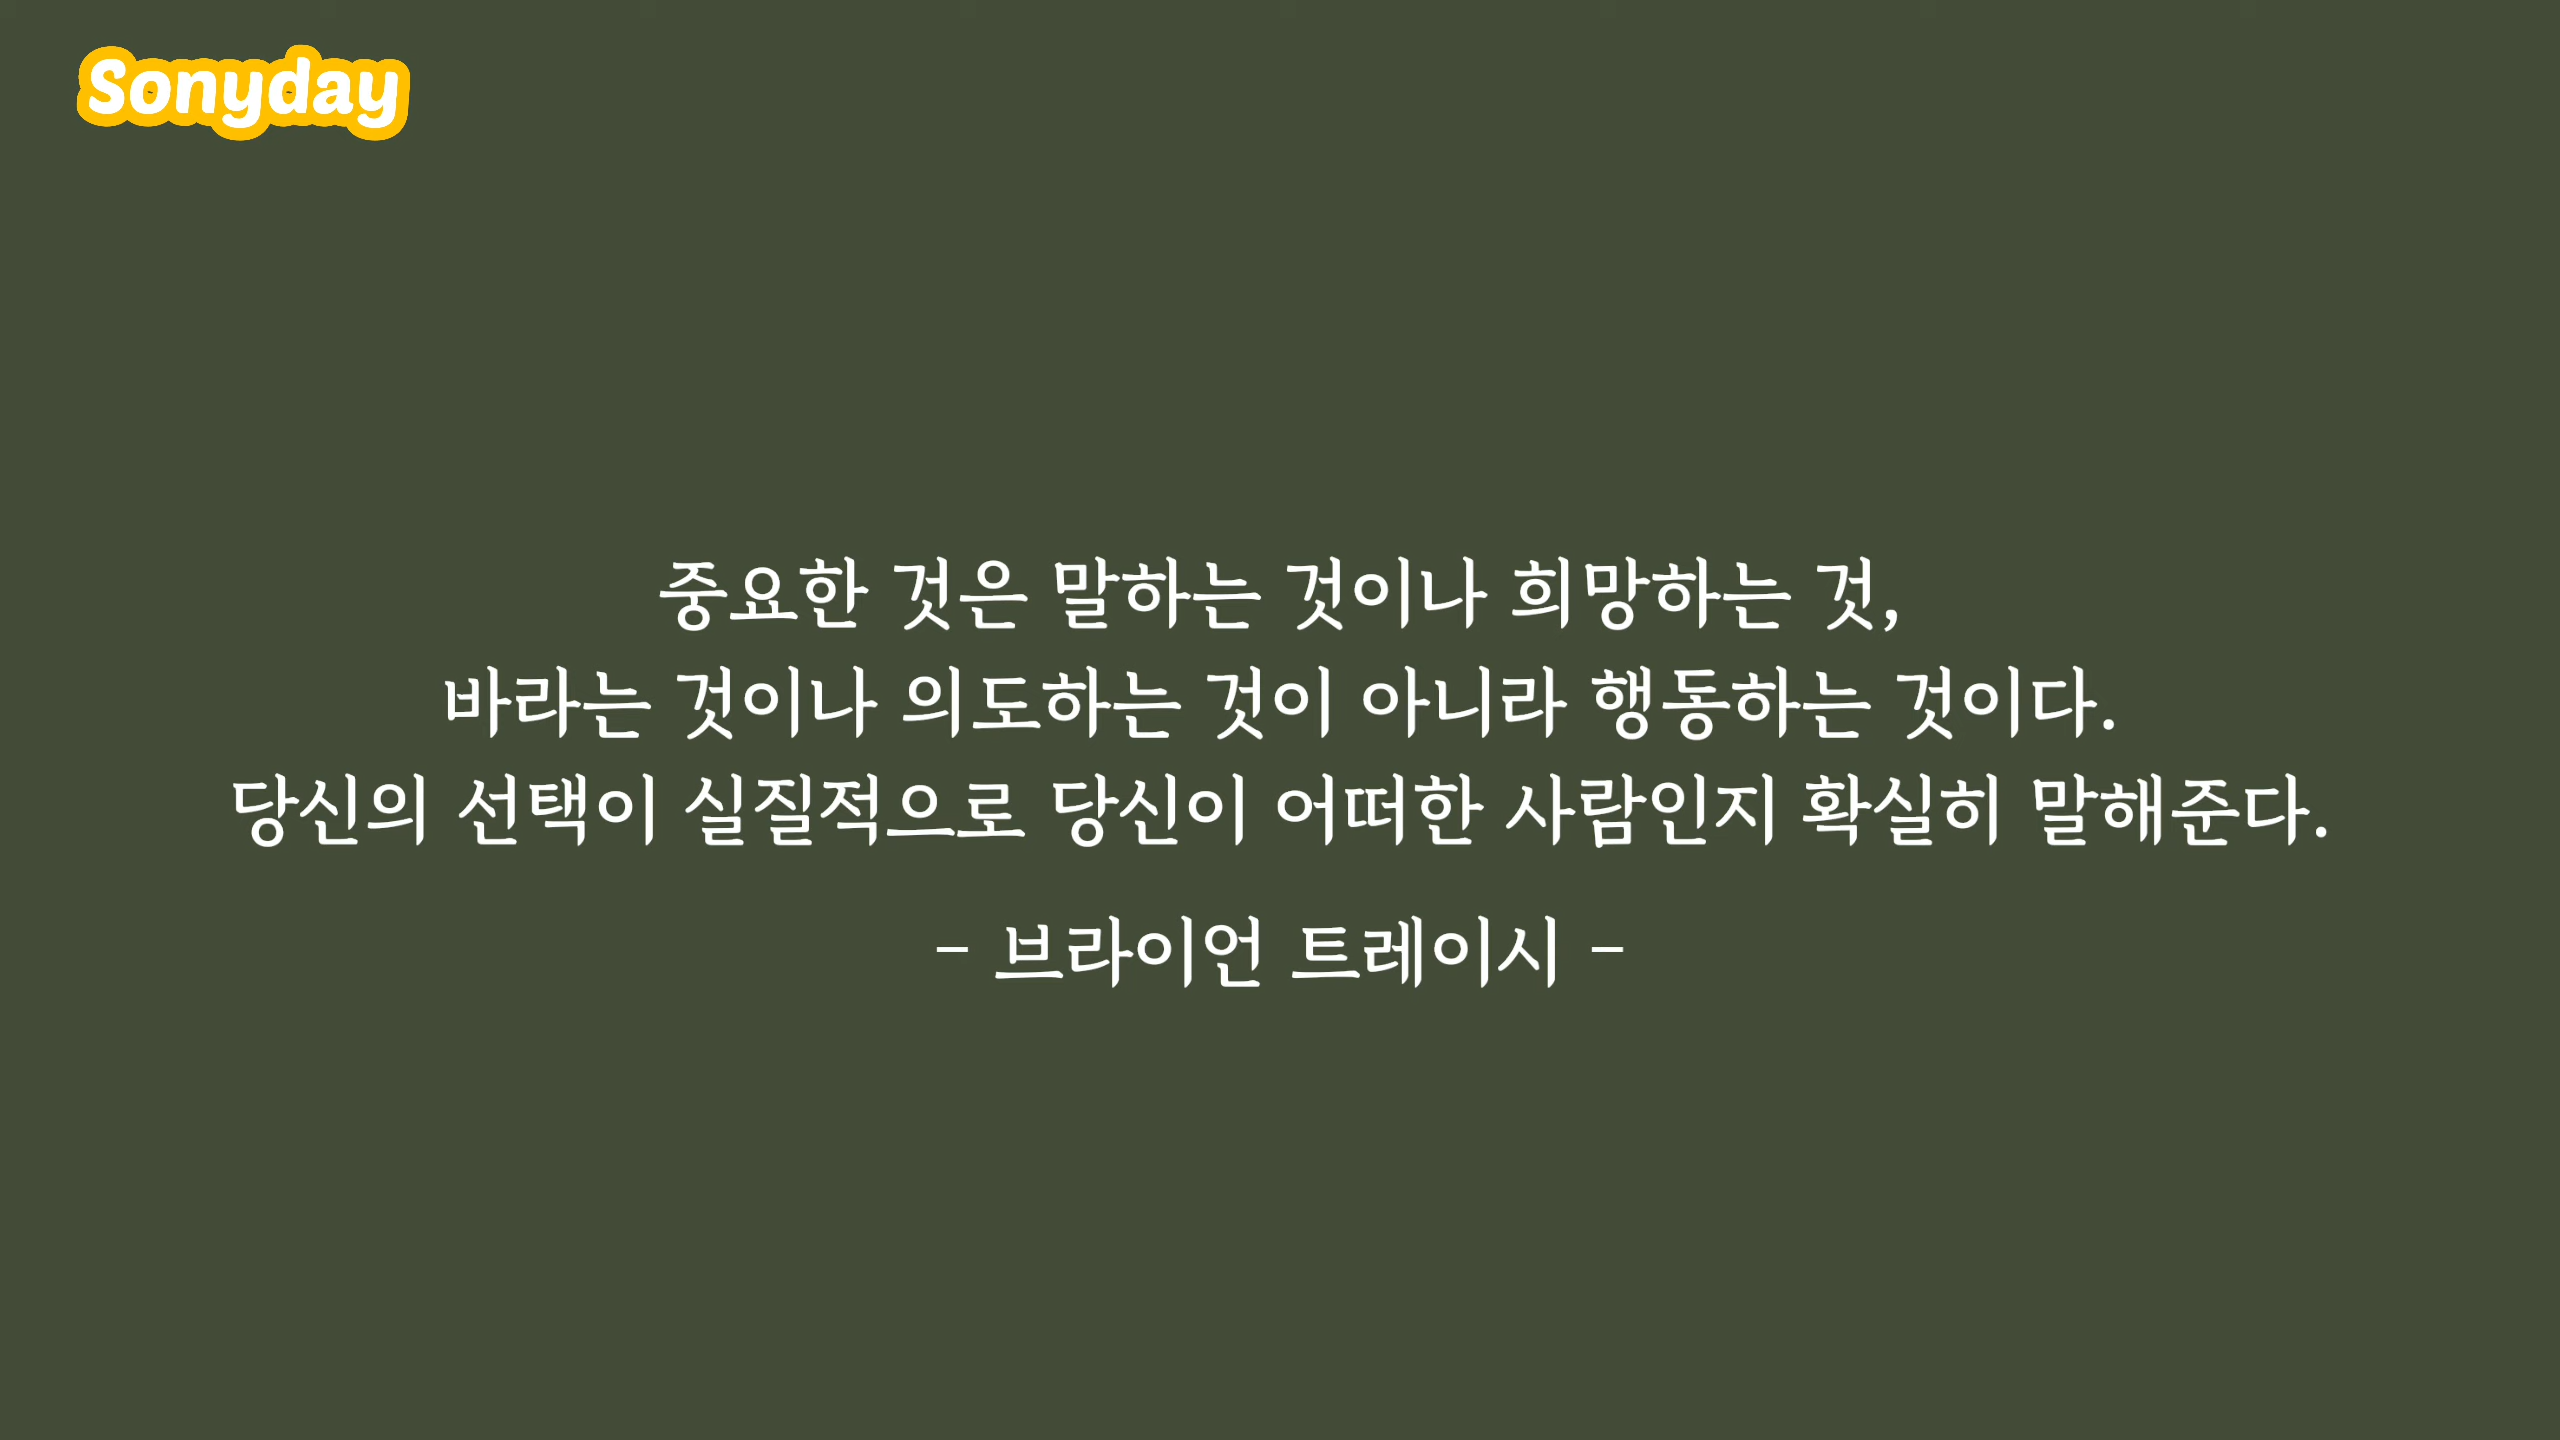 Sonyday
중요한 것은 말하는 것이나 희망하는 것,
바라는 것이나 의도하는 것이 아니라 행동하는 것이다.
당신의 선택이 실질적으로 당신이 어떠한 사람인지 확실히 말해준다.
- 브라이언 트레이시 -